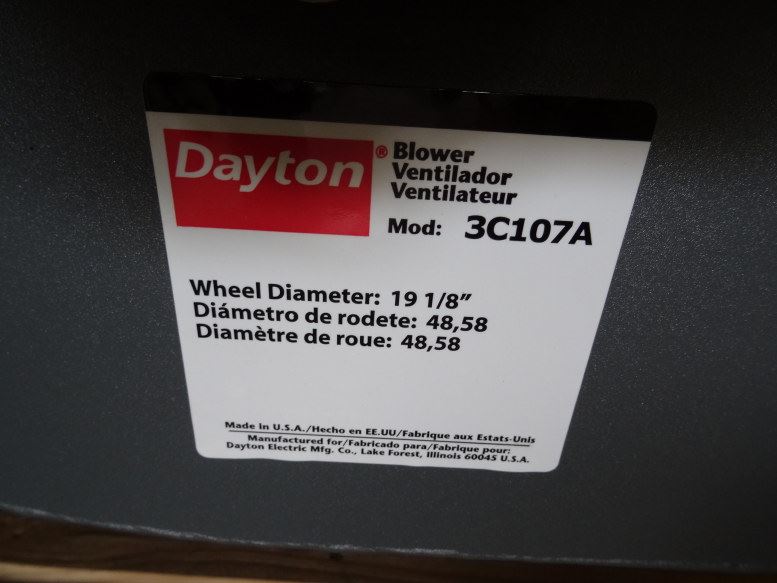 Dayton®
Blower
Ventilador
Ventilateur
Mod: 3C107A
Wheel Diameter: 19 1/8"
Diámetro de rodete: 48,58
Diamètre de roue: 48,58
Made in U.S.A./Hecho en EE.UU/Fabrique aux Estats-Unis
Manufactured for/Fabricado para/Fabrique pour:
Dayton Electric Mfg. Co., Lake Forest, Illinois 60045 U.S.A.